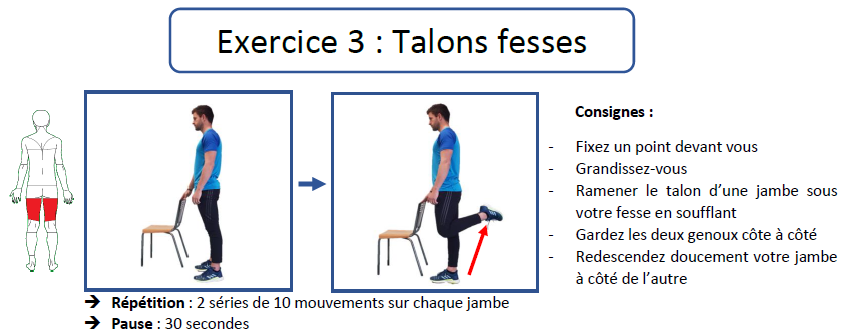 Exercice 3 : Talons fesses
Consignes :
- Fixez un point devant vous
- Grandissez-vous
- Ramener le talon d’une jambe sous
votre fesse en soufflant
- Gardez les deux genoux côte à côté
- Redescendez doucement votre jambe
à côté de l’autre
➔ Répétition : 2 séries de 10 mouvements sur chaque jambe
➔ Pause : 30 secondes